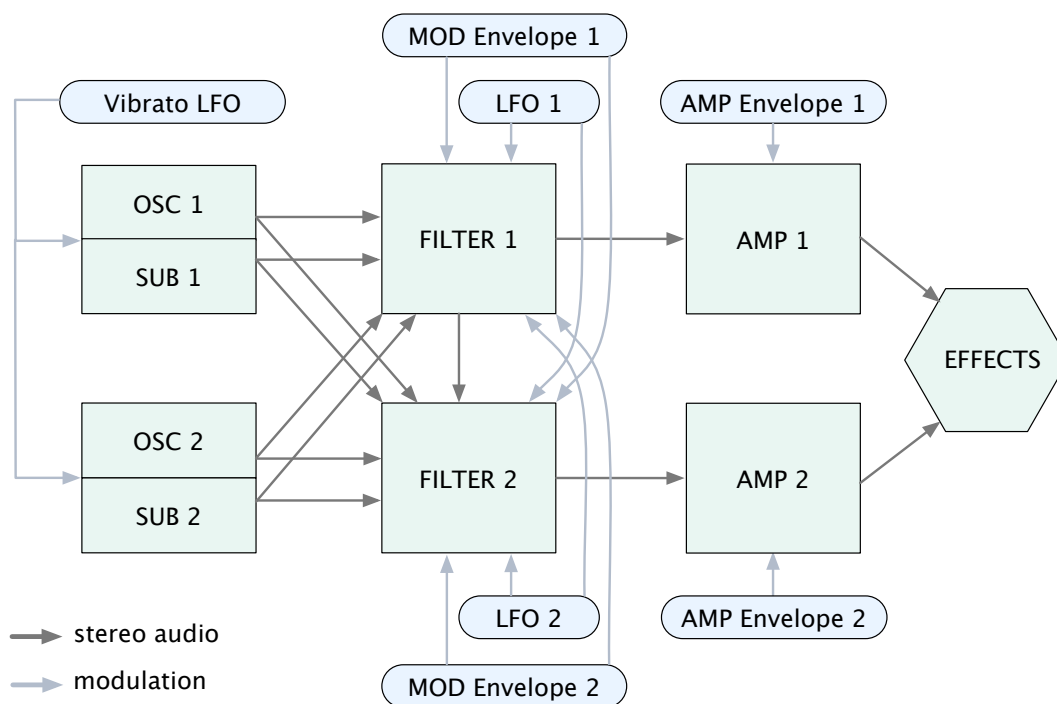 MOD Envelope 1
Vibrato LFO
LFO 1
AMP Envelope 1
OSC 1
SUB 1
FILTER 1
AMP 1
EFFECTS
OSC 2
SUB 2
FILTER 2
AMP 2
LFO 2
AMP Envelope 2
MOD Envelope 2
stereo audio
modulation